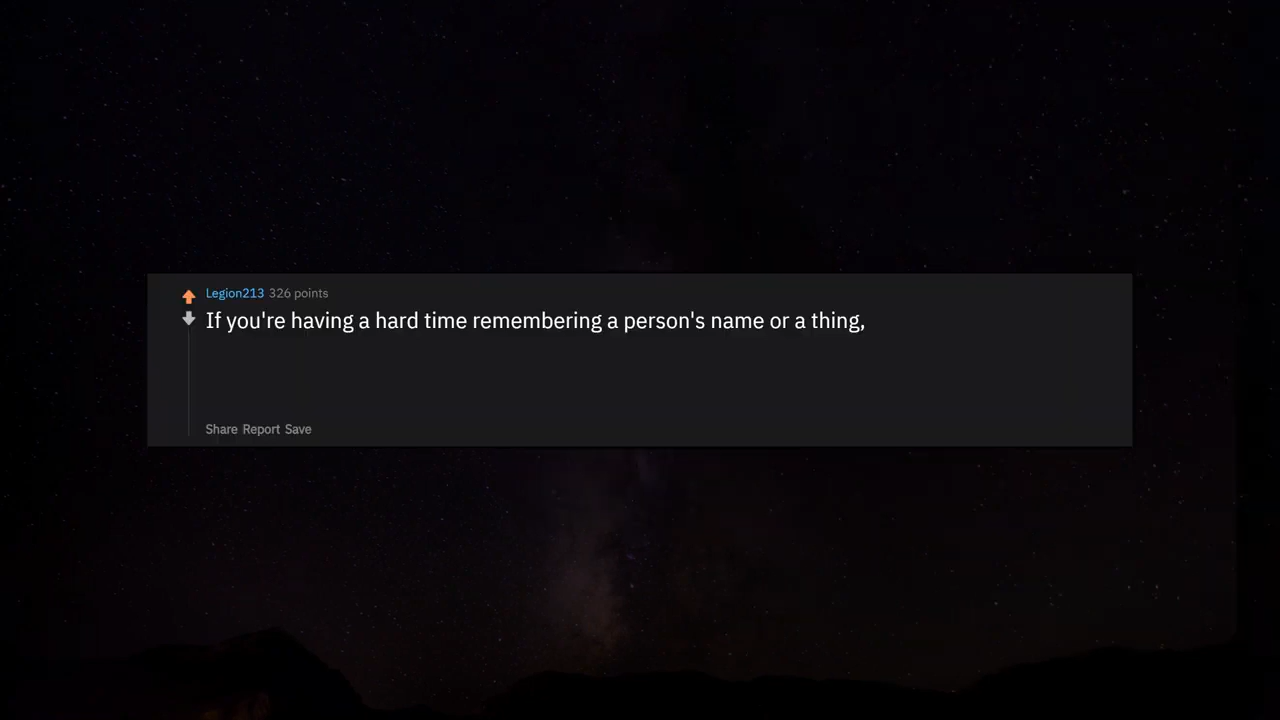 Legion213 326 points
If you're having a hard time remembering a person's name or a thing,
Share Report Save